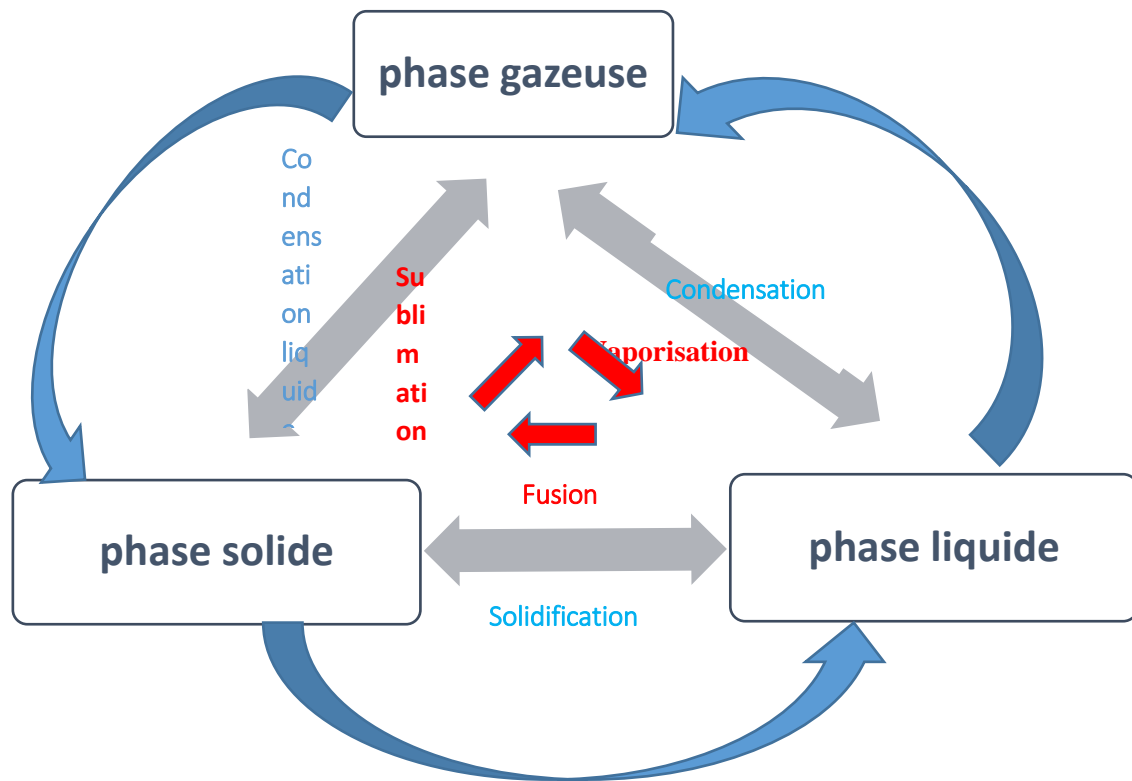 phase gazeuse
Co
nd
ens
ati
on
liq
uid
Su
bli
m
ati
on
Condensation
Vaporisation
Fusion
phase solide
phase liquide
Solidification